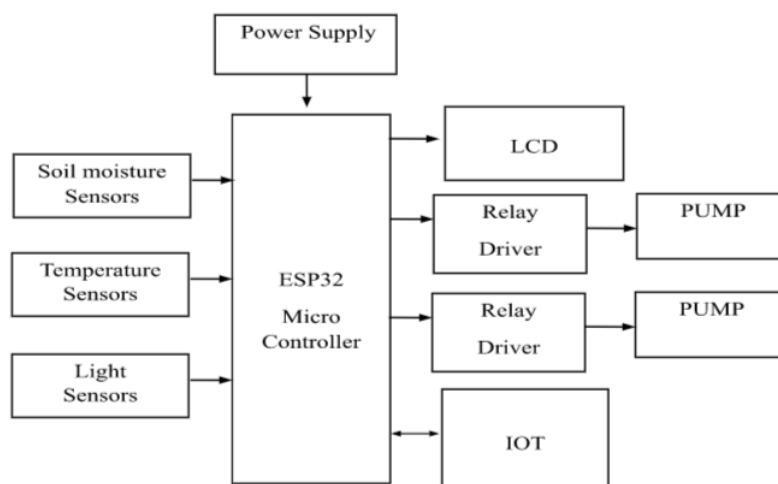 Power Supply
LCD
Soil moisture
Sensors
Relay
Driver
PUMP
Temperature
Sensors
ESP32
Micro
Controller
Relay
Driver
PUMP
Light
Sensors
IOT